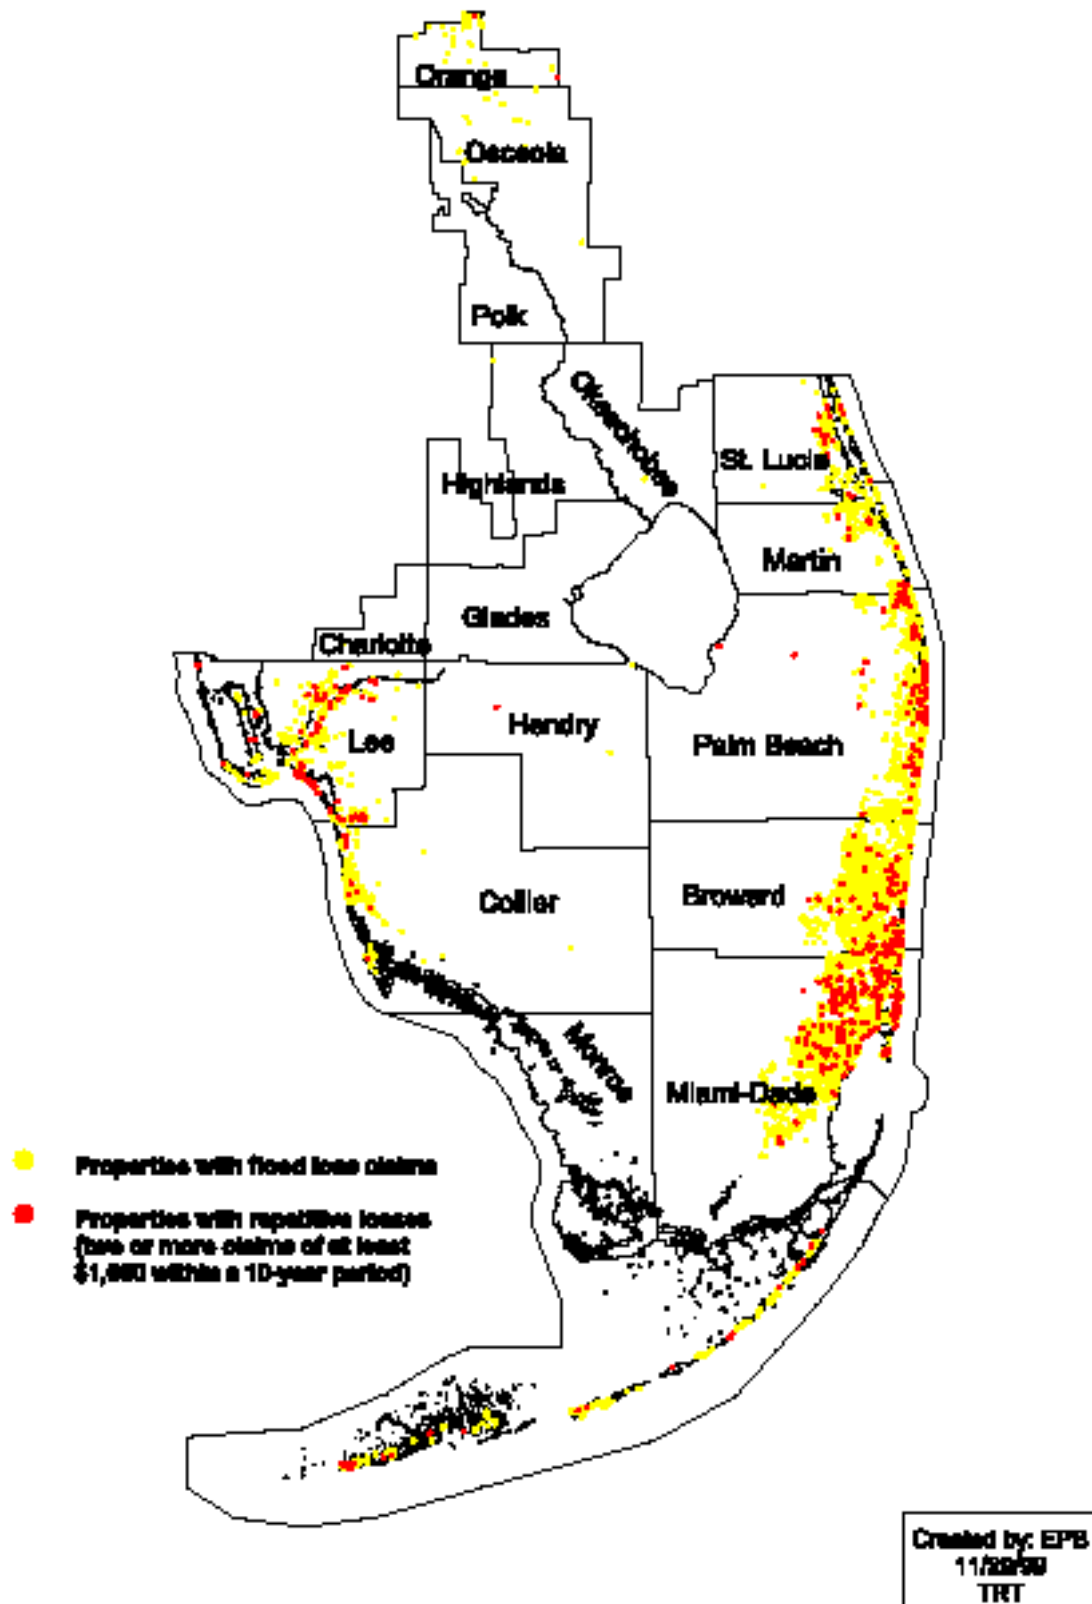 Orange
Osceola
Polk
Okeechobee
St. Lucie
Highlands
Martin
Glades
Charlotte
Hendry
Lee
Palm Beach
Collier
Broward
Monroe
Miami-Dade
Properties with flood loss claims
Properties with repetitive losses
(two or more claims of at least
$1,000 within a 10-year period)
Created by: EPB
TRT